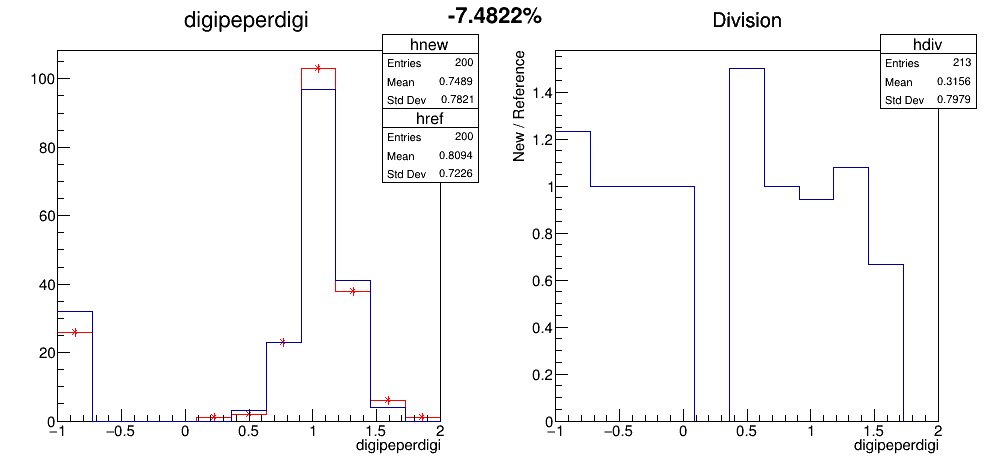 -7.4822%
digipeperdigi
hnew
Entries 200
Mean 0.7489
Std Dev 0.7821
href
Entries 200
Mean 0.8094
Std Dev 0.7226
100
80
60
40
20
0
−1 −0.5 0 0.5 1 1.5 2
digipeperdigi
Division
hdiv
Entries 213
Mean 0.3156
Std Dev 0.7979
New / Reference
1.4
1.2
1
0.8
0.6
0.4
0.2
0
−1 −0.5 0 0.5 1 1.5 2
digipeperdigi